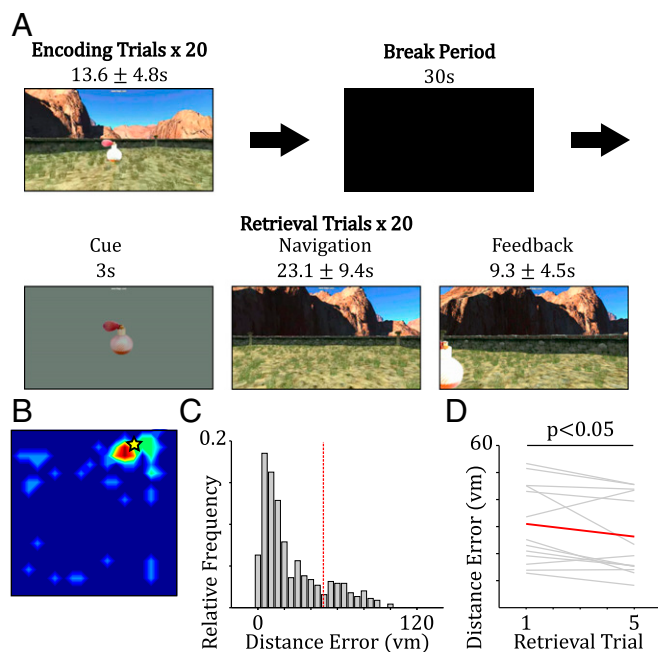 A
Encoding Trials x 20
13.6 ± 4.8s
Break Period
30s
Retrieval Trials x 20
Cue
3s
Navigation
23.1 ± 9.4s
Feedback
9.3 ± 4.5s
B
C
0.2
Relative Frequency
0
120
Distance Error (vm)
D
p<0.05
60
Distance Error (vm)
1
5
Retrieval Trial